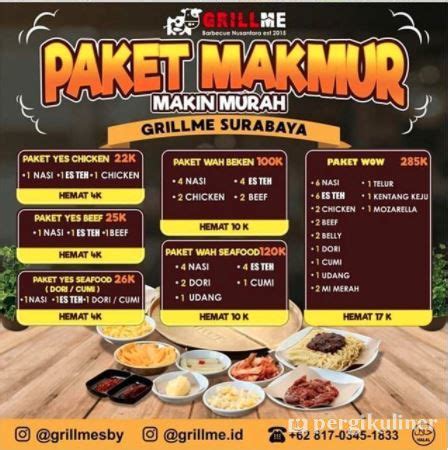 GRILLME
Barbecue Nusantara est 2015
PAKET MAKMUR
MAKIN MURAH
GRILLME SURABAYA
PAKET YES CHICKEN 22K
•1 NASI •1 ES TEH •1 CHICKEN
HEMAT 4K
PAKET YES BEEF 25K
•1 NASI •1 ES TEH •1 BEEF
HEMAT 4K
PAKET YES SEAFOOD 26K
( DORI / CUMI )
•1 NASI •1 ES TEH •1 DORI / CUMI
HEMAT 4K
PAKET WAH BEKEN 100K
• 4 NASI • 4 ES TEH
• 2 CHICKEN • 2 BEEF
HEMAT 10 K
PAKET WAH SEAFOOD 120K
• 4 NASI • 4 ES TEH
• 2 DORI • 1 CUMI
• 1 UDANG
HEMAT 10 K
PAKET WOW 285K
• 6 NASI • 1 TELUR
• 6 ES TEH • 1 KENTANG KEJU
• 2 CHICKEN • 1 MOZARELLA
• 2 BEEF
• 2 BELLY
• 1 DORI
• 1 CUMI
• 1 UDANG
• 2 MI MERAH
HEMAT 17 K
pergikuliner
@grillmesby @grillme.id +62 817-0345-1833
HALAL